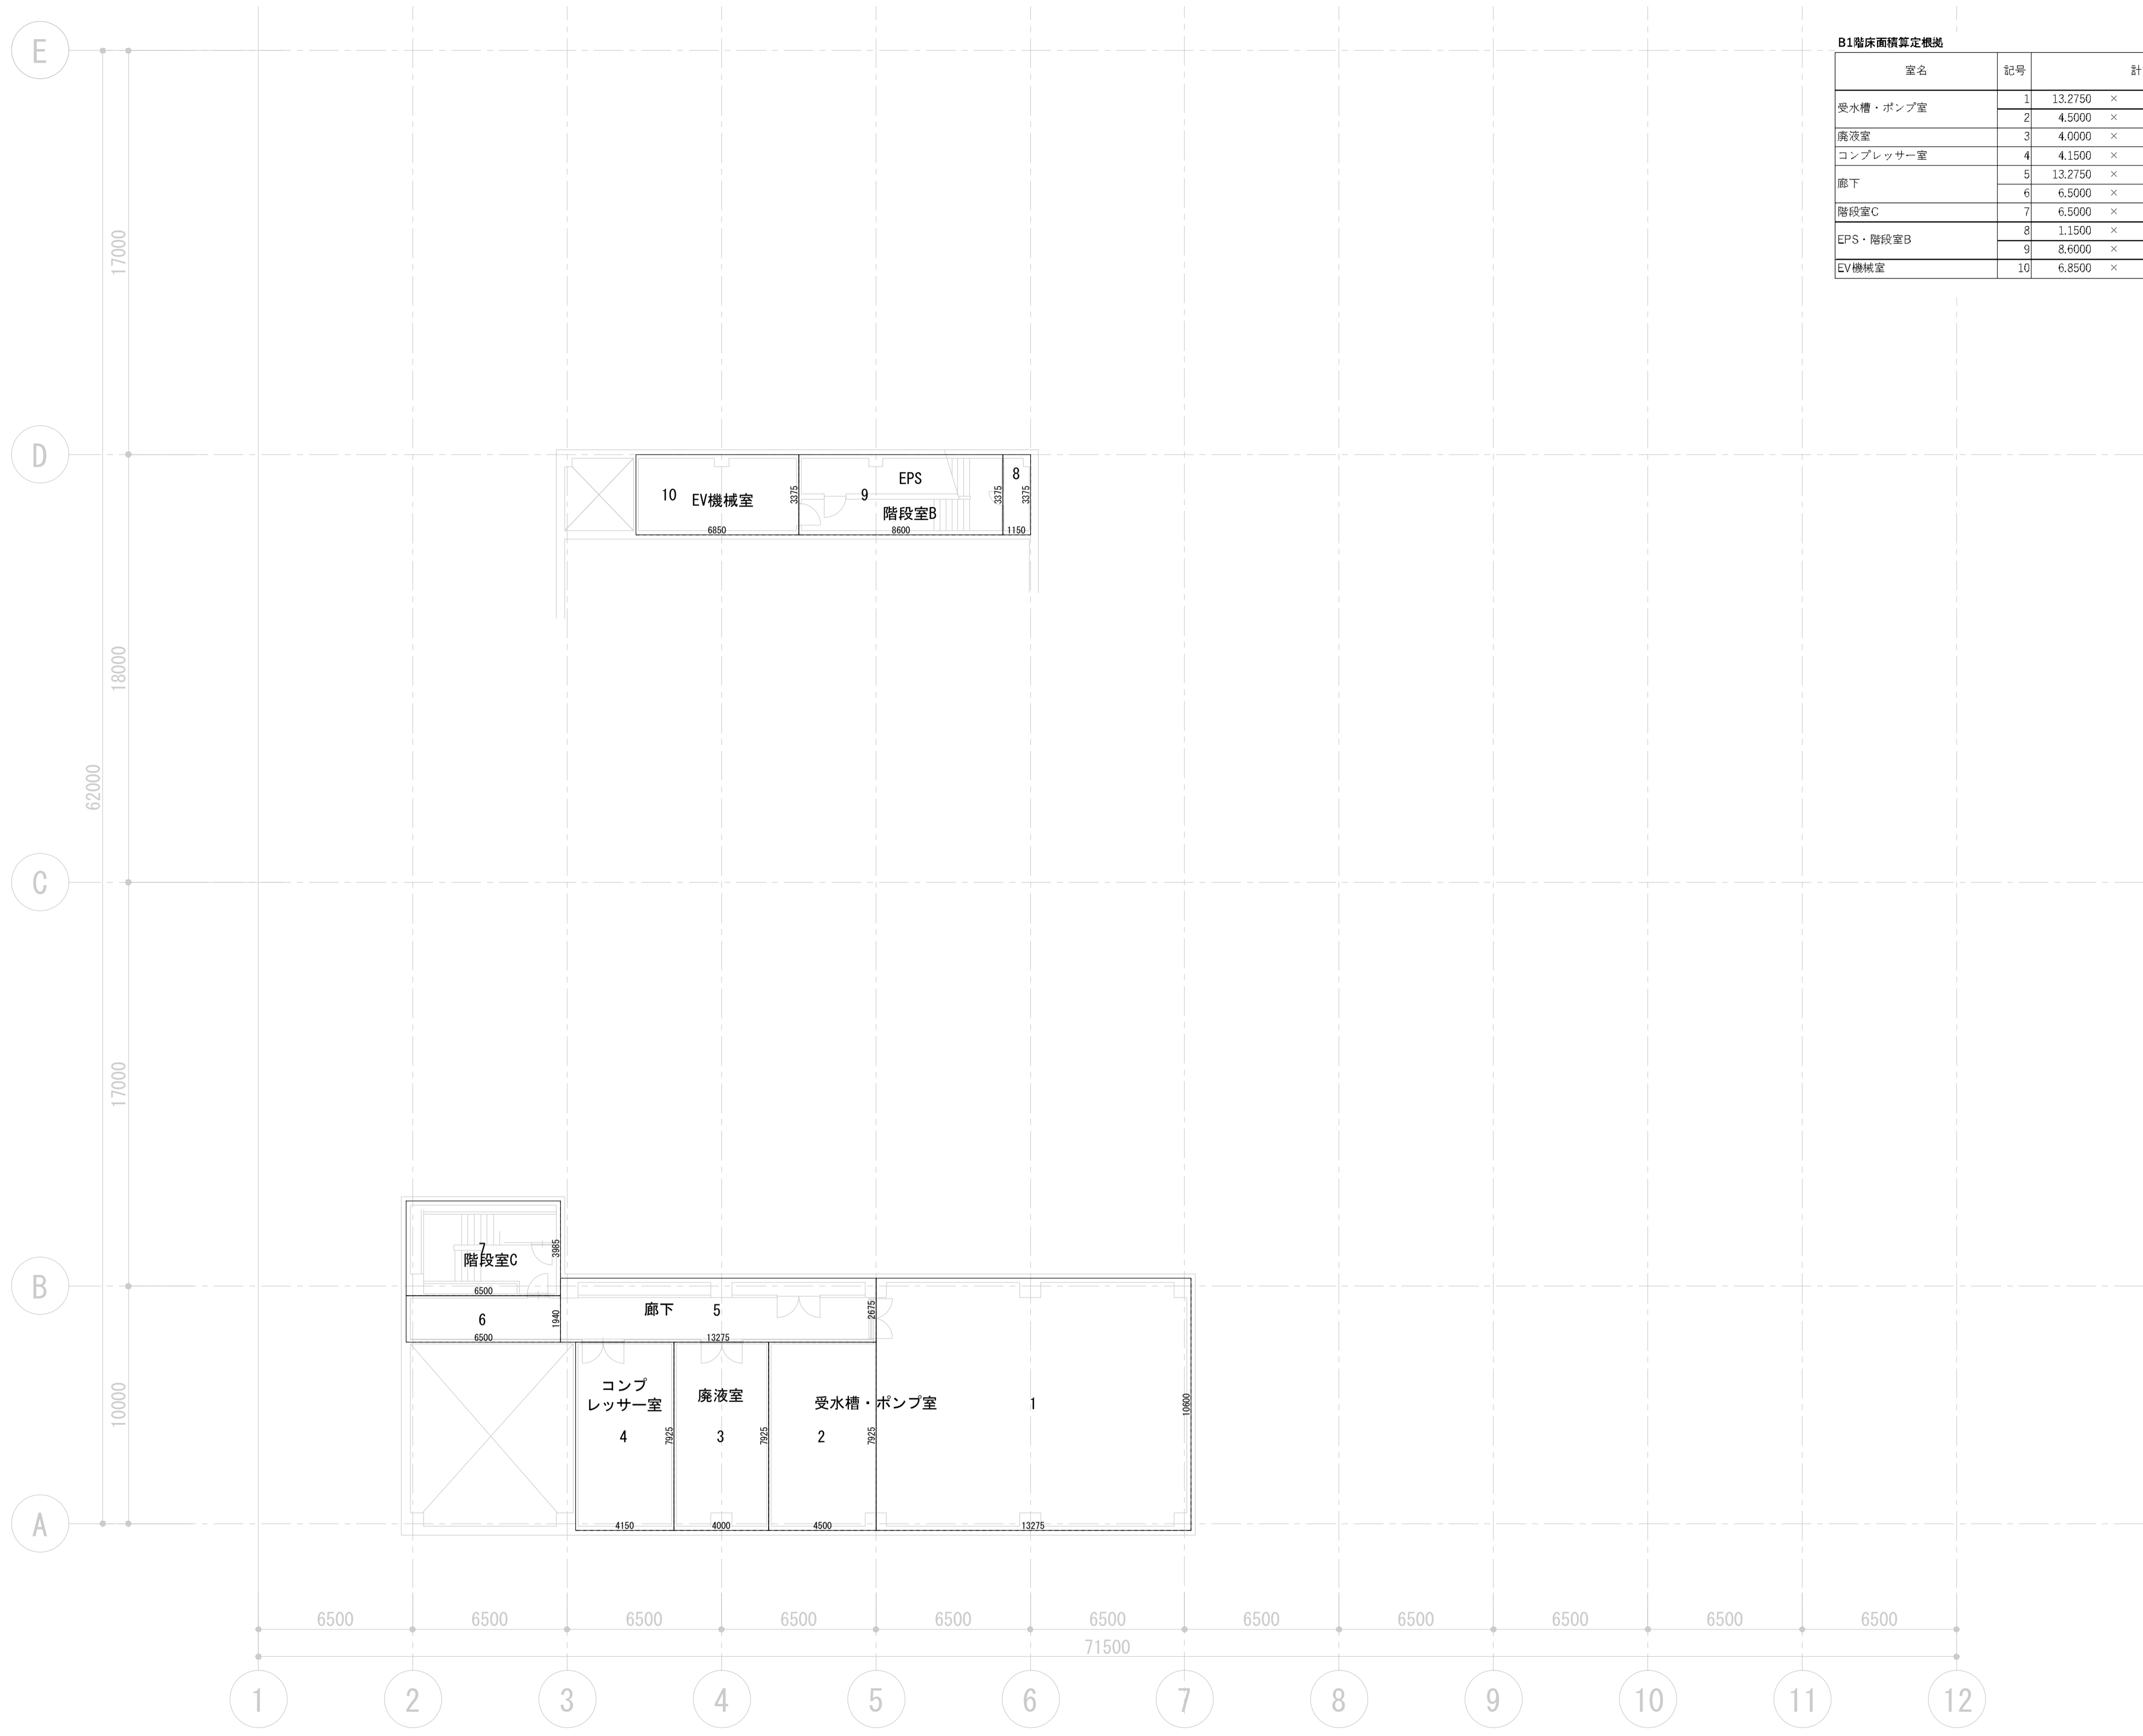 E
B1階床面積算定根拠
室名 記号 計
受水槽・ポンプ室
1 13.2750 ×
2 4.5000 ×
廃液室 3 4.0000 ×
コンプレッサー室 4 4.1500 ×
廊下
5 13.2750 ×
6 6.5000 ×
階段室C 7 6.5000 ×
EPS・階段室B
8 1.1500 ×
9 8.6000 ×
EV機械室 10 6.8500 ×
17000
D
10 EV機械室 3375
6850
9 EPS
階段室B 3375
8600
8 3375
1150
18000
62000
C
17000
7
階段室C 3985
6500
B
6 1940
6500
廊下 5 2675
13275
10000
コンプ
レッサー室
4 7925
4150
廃液室
3 7925
4000
受水槽・ポンプ室
2 7925
4500
1 10600
13275
A
6500 6500 6500 6500 6500 6500 6500 6500 6500 6500 6500
71500
1 2 3 4 5 6 7 8 9 10 11 12